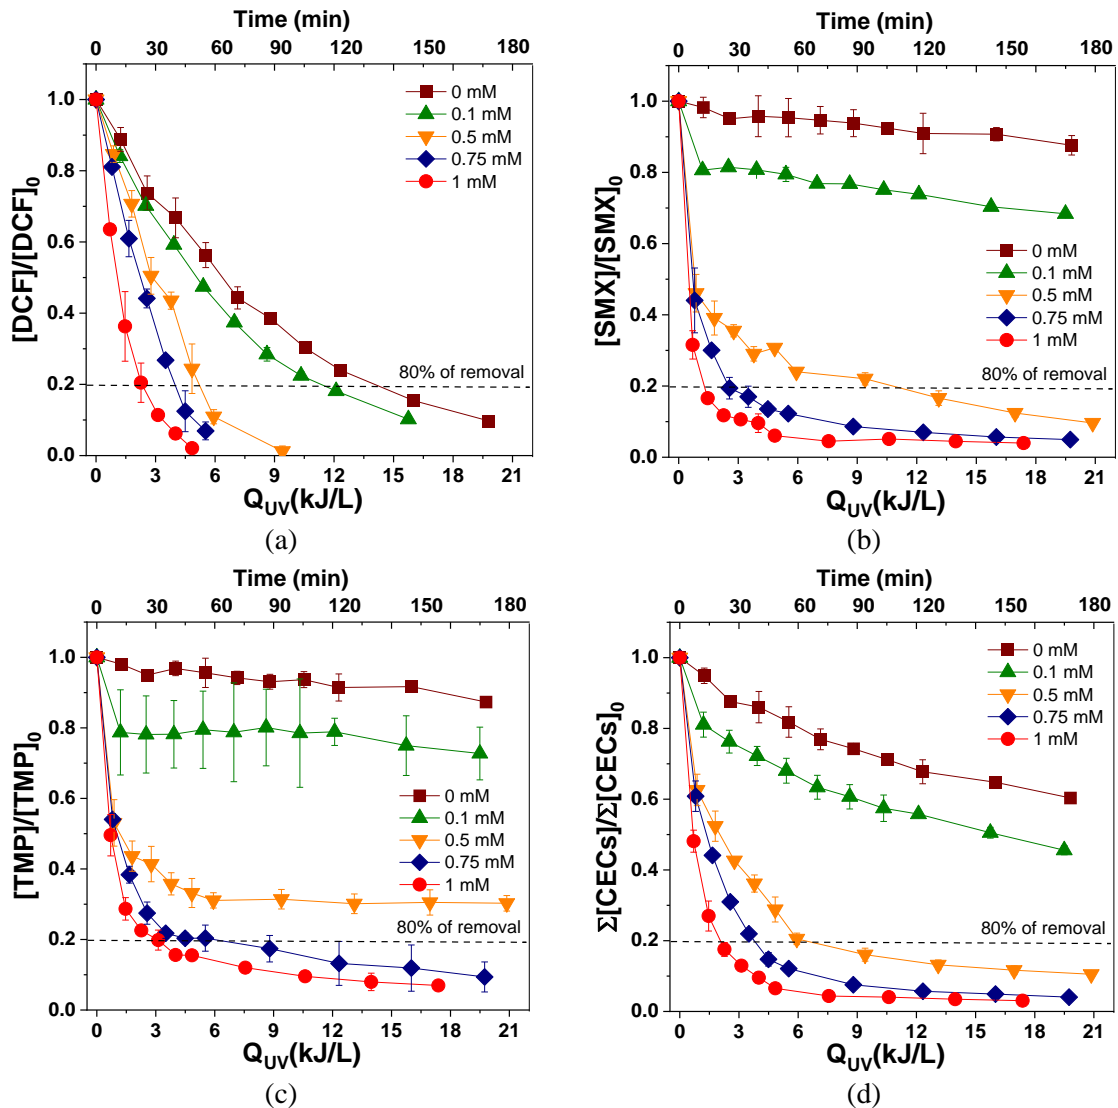 Time (min)
0 30 60 90 120 150 180
1.0
0.8
0.6
0.4
0.2
0.0
[DCF]/[DCF]0
0 mM
0.1 mM
0.5 mM
0.75 mM
1 mM
80% of removal
0 3 6 9 12 15 18 21
QUV(kJ/L)
(a)
Time (min)
0 30 60 90 120 150 180
1.0
0.8
0.6
0.4
0.2
0.0
[SMX]/[SMX]0
0 mM
0.1 mM
0.5 mM
0.75 mM
1 mM
80% of removal
0 3 6 9 12 15 18 21
QUV(kJ/L)
(b)
Time (min)
0 30 60 90 120 150 180
1.0
0.8
0.6
0.4
0.2
0.0
[TMP]/[TMP]0
0 mM
0.1 mM
0.5 mM
0.75 mM
1 mM
80% of removal
0 3 6 9 12 15 18 21
QUV(kJ/L)
(c)
Time (min)
0 30 60 90 120 150 180
1.0
0.8
0.6
0.4
0.2
0.0
Σ[CECs]/Σ[CECs]0
0 mM
0.1 mM
0.5 mM
0.75 mM
1 mM
80% of removal
0 3 6 9 12 15 18 21
QUV(kJ/L)
(d)